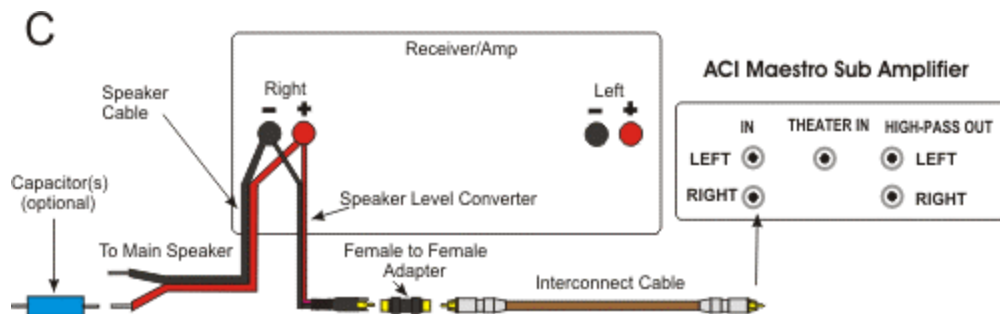 C
Receiver/Amp
Right
- +
Left
- +
Speaker
Cable
Capacitor(s)
(optional)
To Main Speaker
Speaker Level Converter
Female to Female
Adapter
Interconnect Cable
ACI Maestro Sub Amplifier
IN THEATER IN HIGH-PASS OUT
LEFT LEFT
RIGHT RIGHT